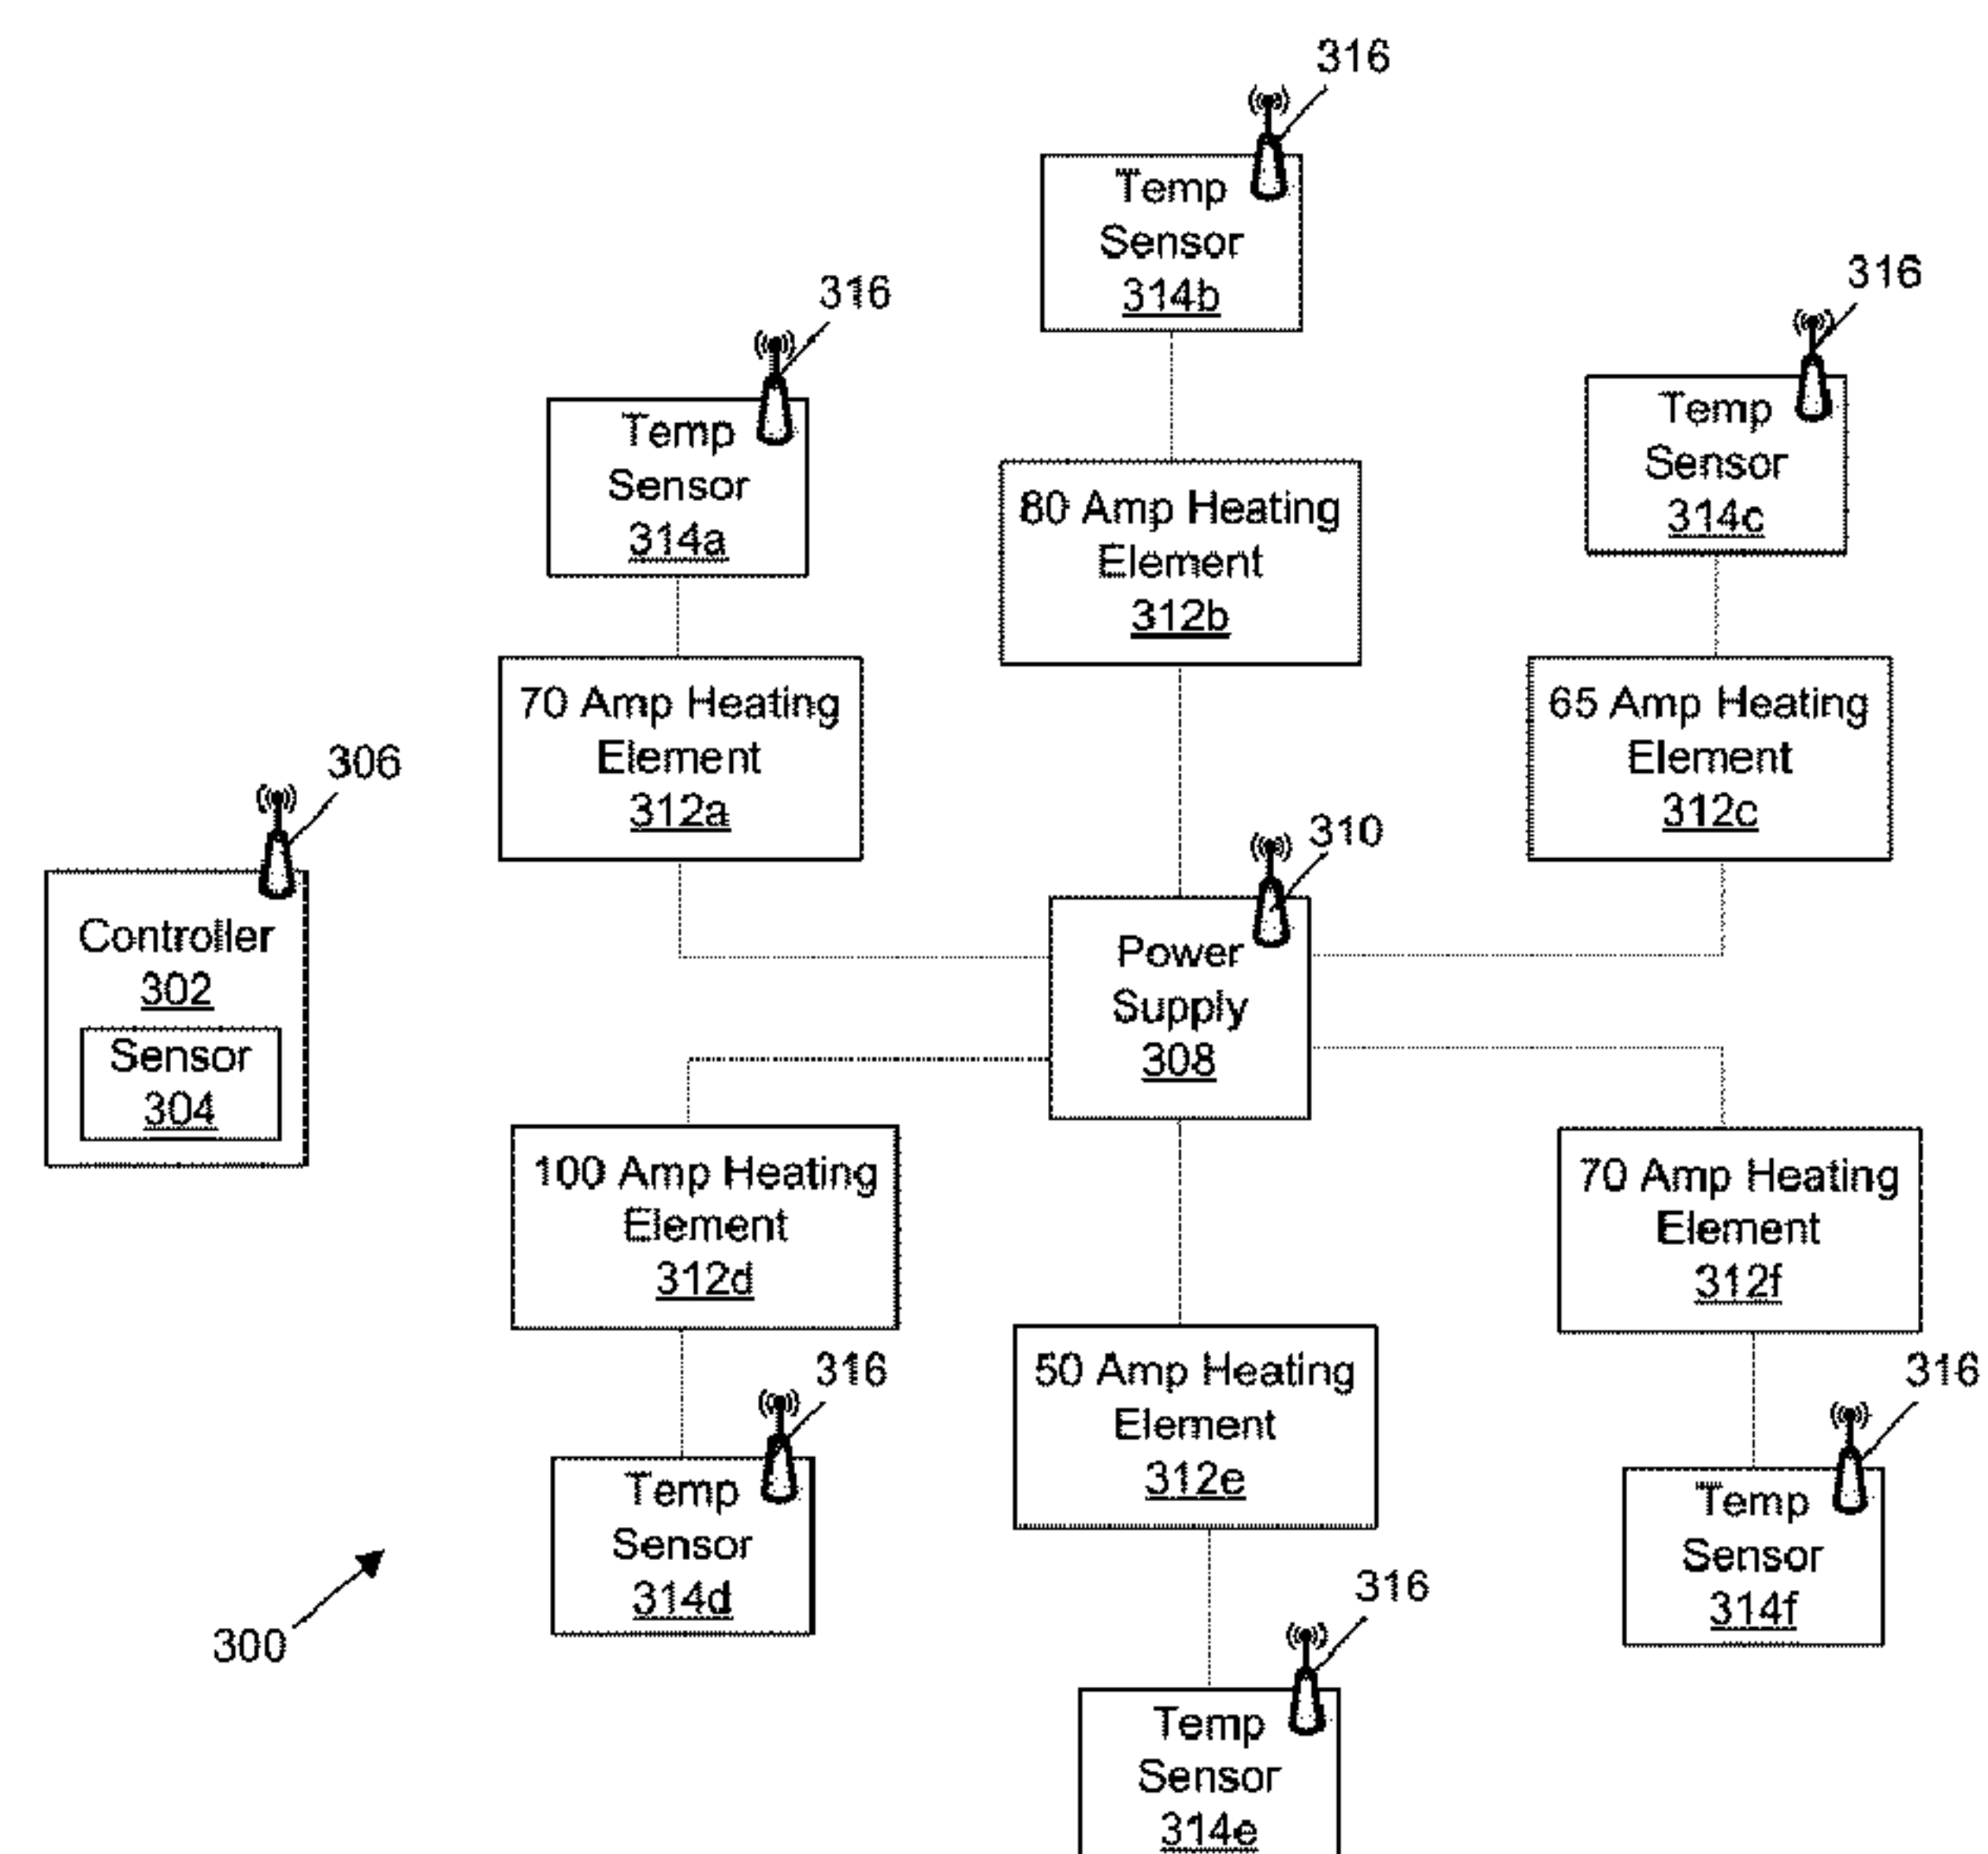 316
Temp
Sensor
314b
316
Temp
Sensor
314a
316
Temp
Sensor
314c
80 Amp Heating
Element
312b
70 Amp Heating
Element
312a
65 Amp Heating
Element
312c
306
Controller
302
Sensor
304
310
Power
Supply
308
100 Amp Heating
Element
312d
70 Amp Heating
Element
312f
50 Amp Heating
Element
312e
316
Temp
Sensor
314d
316
Temp
Sensor
314f
316
Temp
Sensor
314e
300